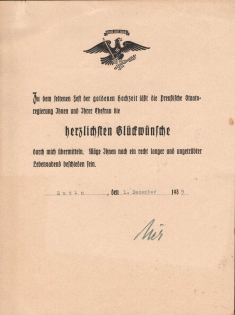 Zu dem seltenen Fest der goldenen Hochzeit läßt die Preußische Staats-
regierung Ihnen und Ihrer Ehefrau die
herzlichsten Glückwünsche
durch mich übermitteln. Möge Ihnen noch ein recht langer und ungetrübter
Lebensabend beschieden sein.
den 1. Dezember 193